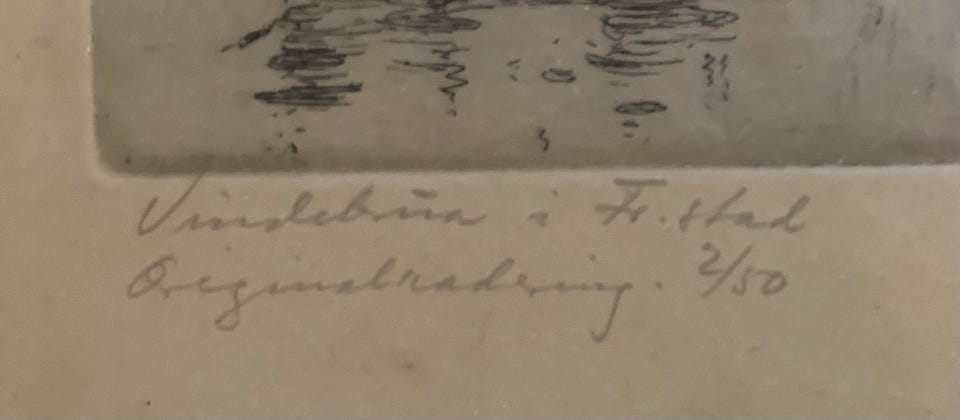 Vindebrua i Fr.stad
Originalradering. 2/50